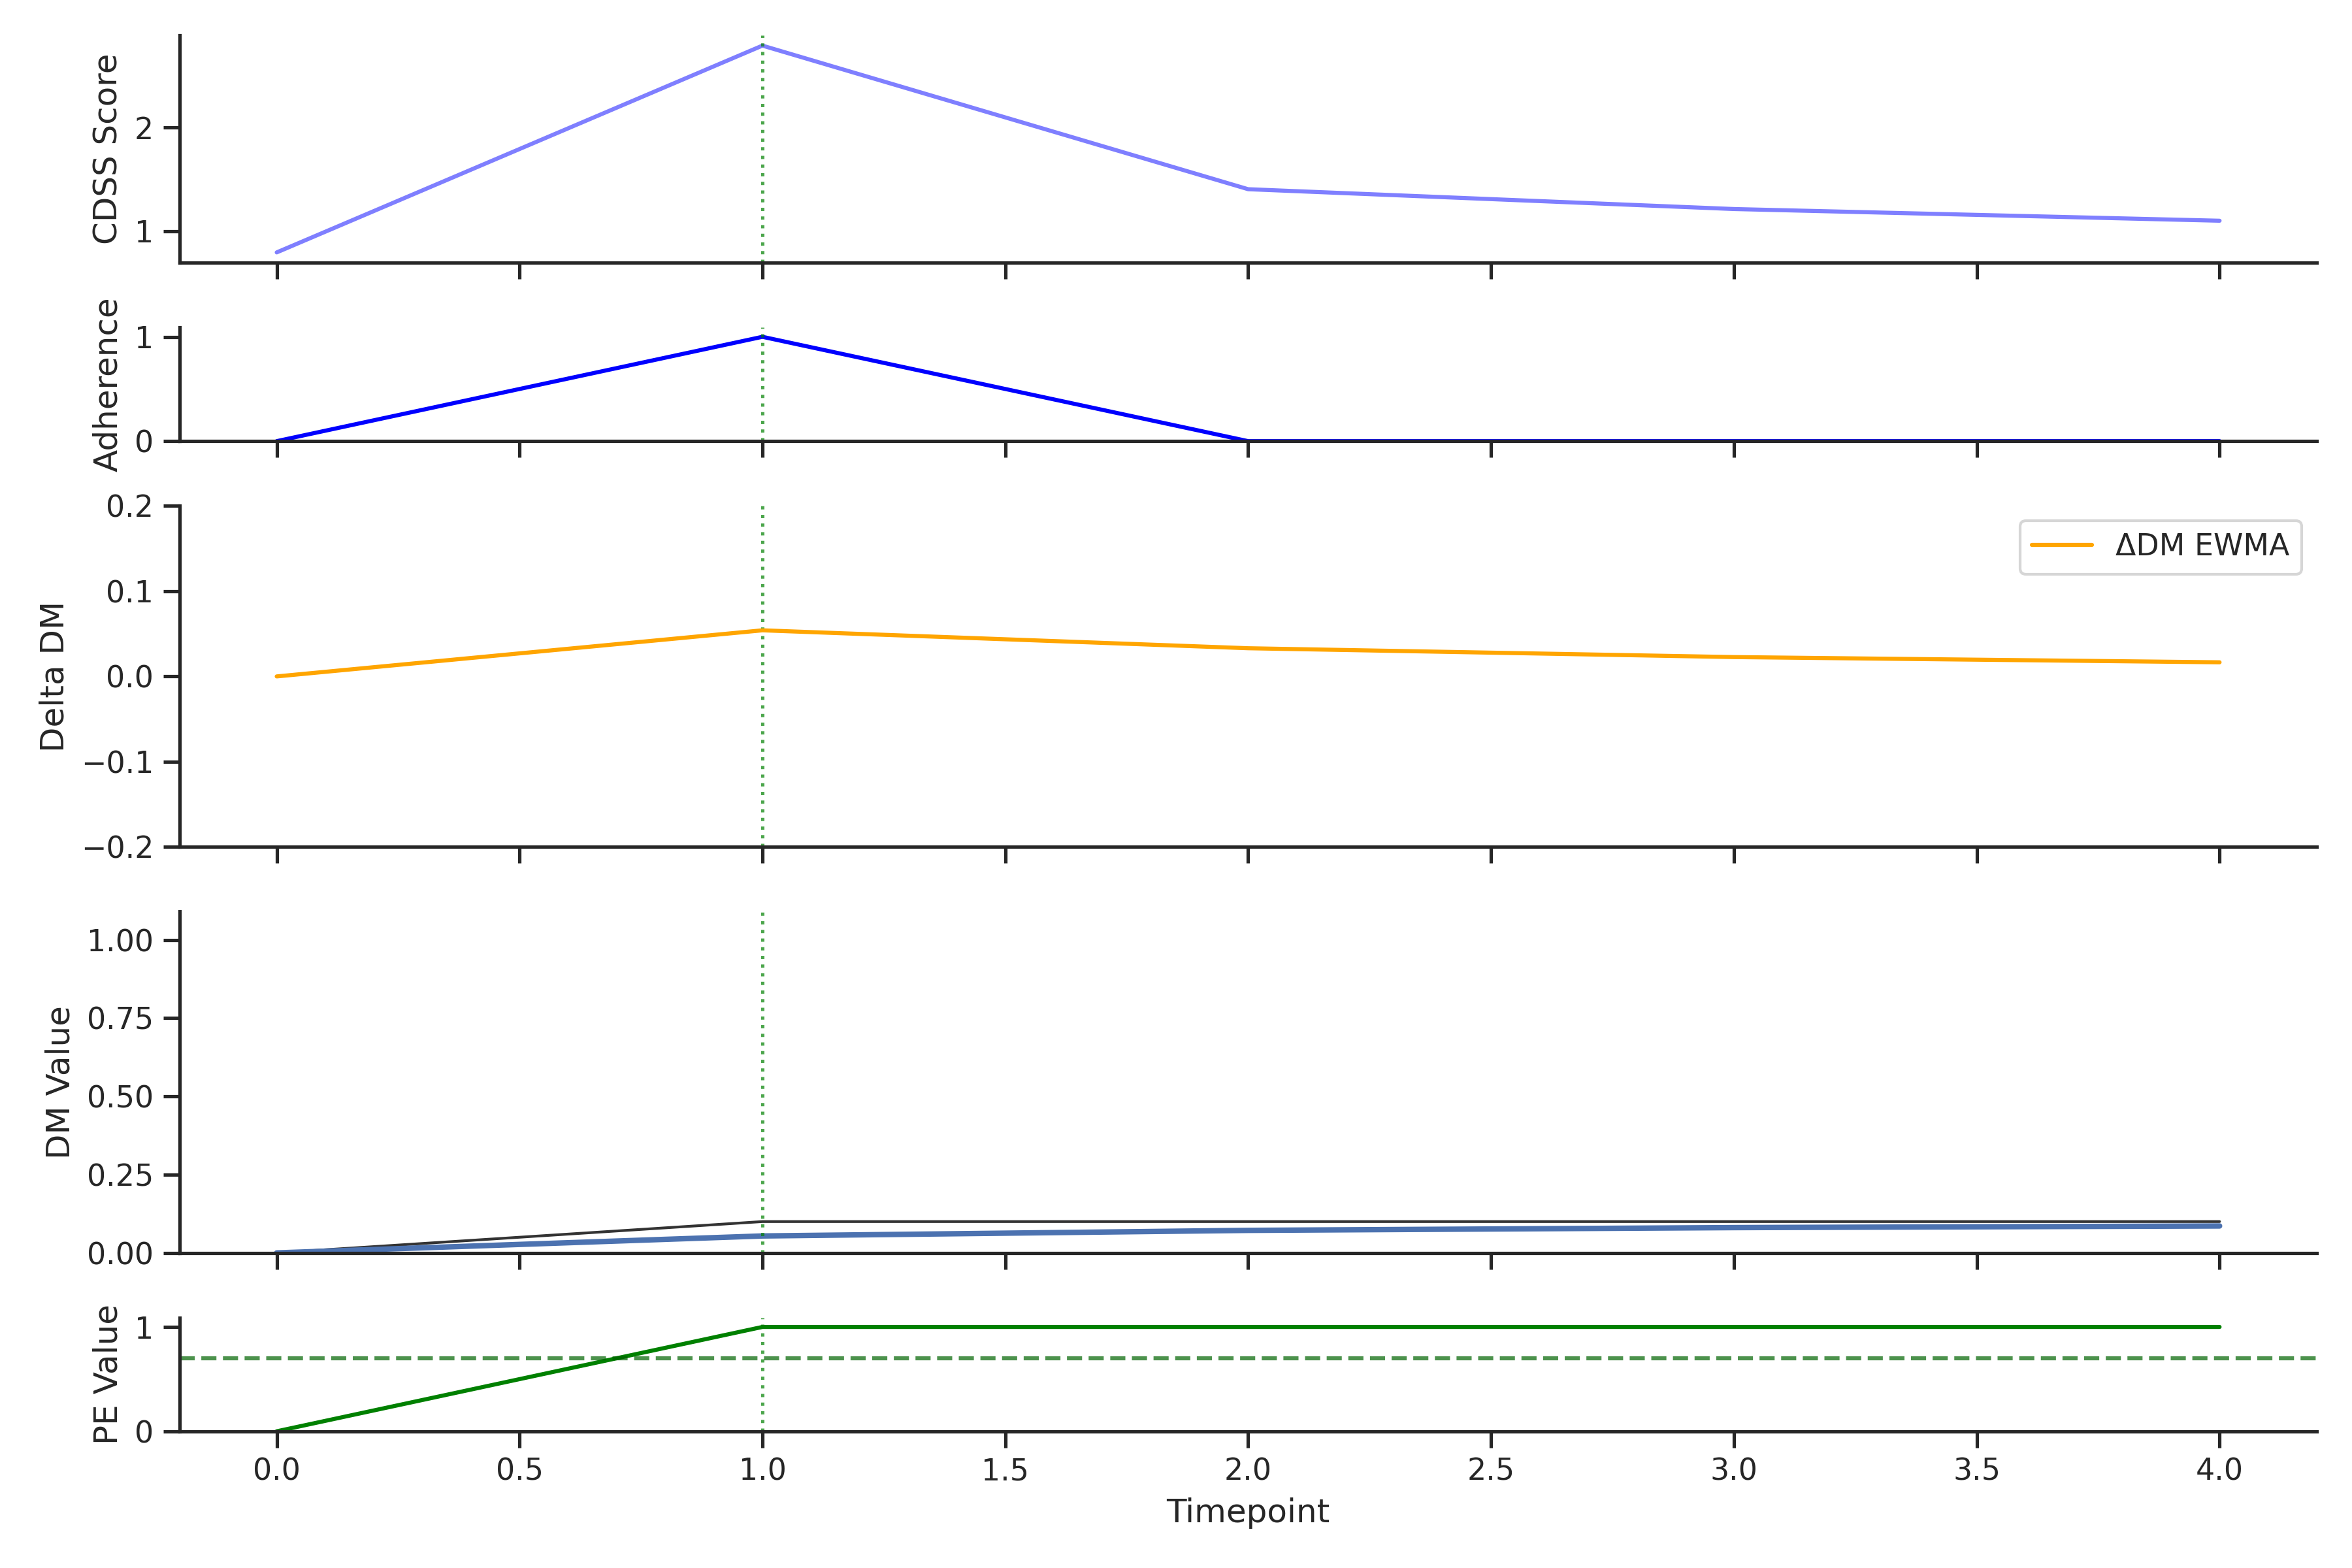 CDSS Score
2
1
Adherence
1
0
Delta DM
0.2
0.1
0.0
−0.1
−0.2
ΔDM EWMA
DM Value
1.00
0.75
0.50
0.25
0.00
PE Value
1
0
0.0 0.5 1.0 1.5 2.0 2.5 3.0 3.5 4.0
Timepoint